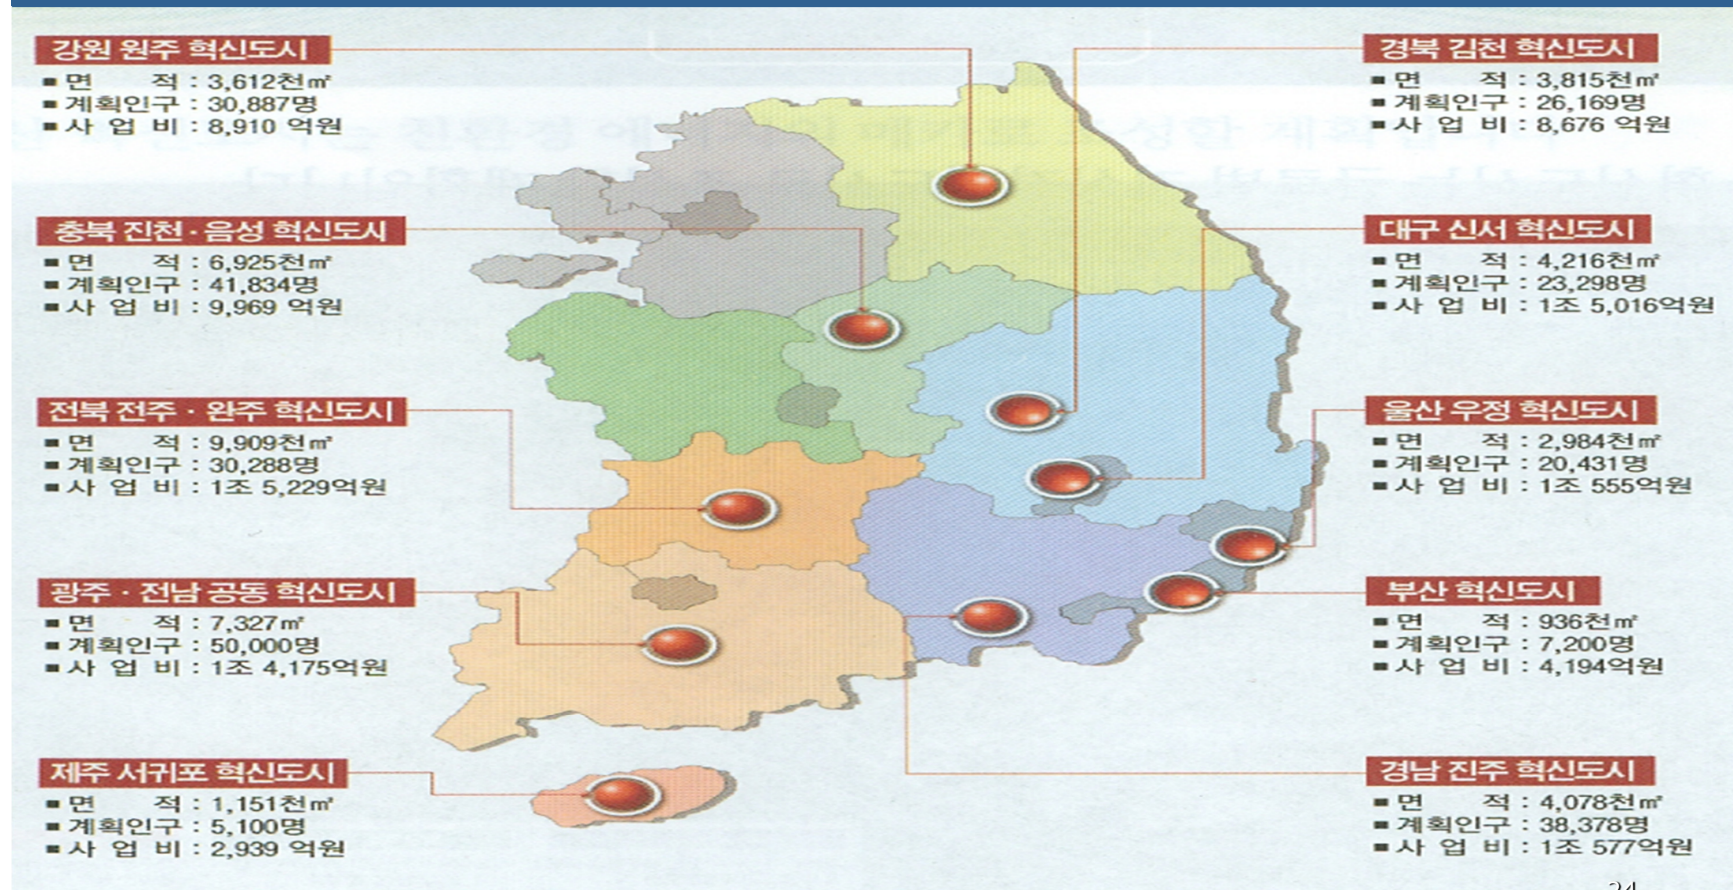 강원 원주 혁신도시
■ 면 적 : 3,612천㎡
■ 계획인구 : 30,887명
■ 사 업 비 : 8,910 억원
충북 진천 · 음성 혁신도시
■ 면 적 : 6,925천㎡
■ 계획인구 : 41,834명
■ 사 업 비 : 9,969 억원
전북 전주 · 완주 혁신도시
■ 면 적 : 9,909천㎡
■ 계획인구 : 30,288명
■ 사 업 비 : 1조 5,229억원
광주 · 전남 공동 혁신도시
■ 면 적 : 7,327㎡
■ 계획인구 : 50,000명
■ 사 업 비 : 1조 4,175억원
제주 서귀포 혁신도시
■ 면 적 : 1,151천㎡
■ 계획인구 : 5,100명
■ 사 업 비 : 2,939 억원
경북 김천 혁신도시
■ 면 적 : 3,815천㎡
■ 계획인구 : 26,169명
■ 사 업 비 : 8,676 억원
대구 신서 혁신도시
■ 면 적 : 4,216천㎡
■ 계획인구 : 23,298명
■ 사 업 비 : 1조 5,016억원
울산 우정 혁신도시
■ 면 적 : 2,984천㎡
■ 계획인구 : 20,431명
■ 사 업 비 : 1조 555억원
부산 혁신도시
■ 면 적 : 936천㎡
■ 계획인구 : 7,200명
■ 사 업 비 : 4,194억원
경남 진주 혁신도시
■ 면 적 : 4,078천㎡
■ 계획인구 : 38,378명
■ 사 업 비 : 1조 577억원